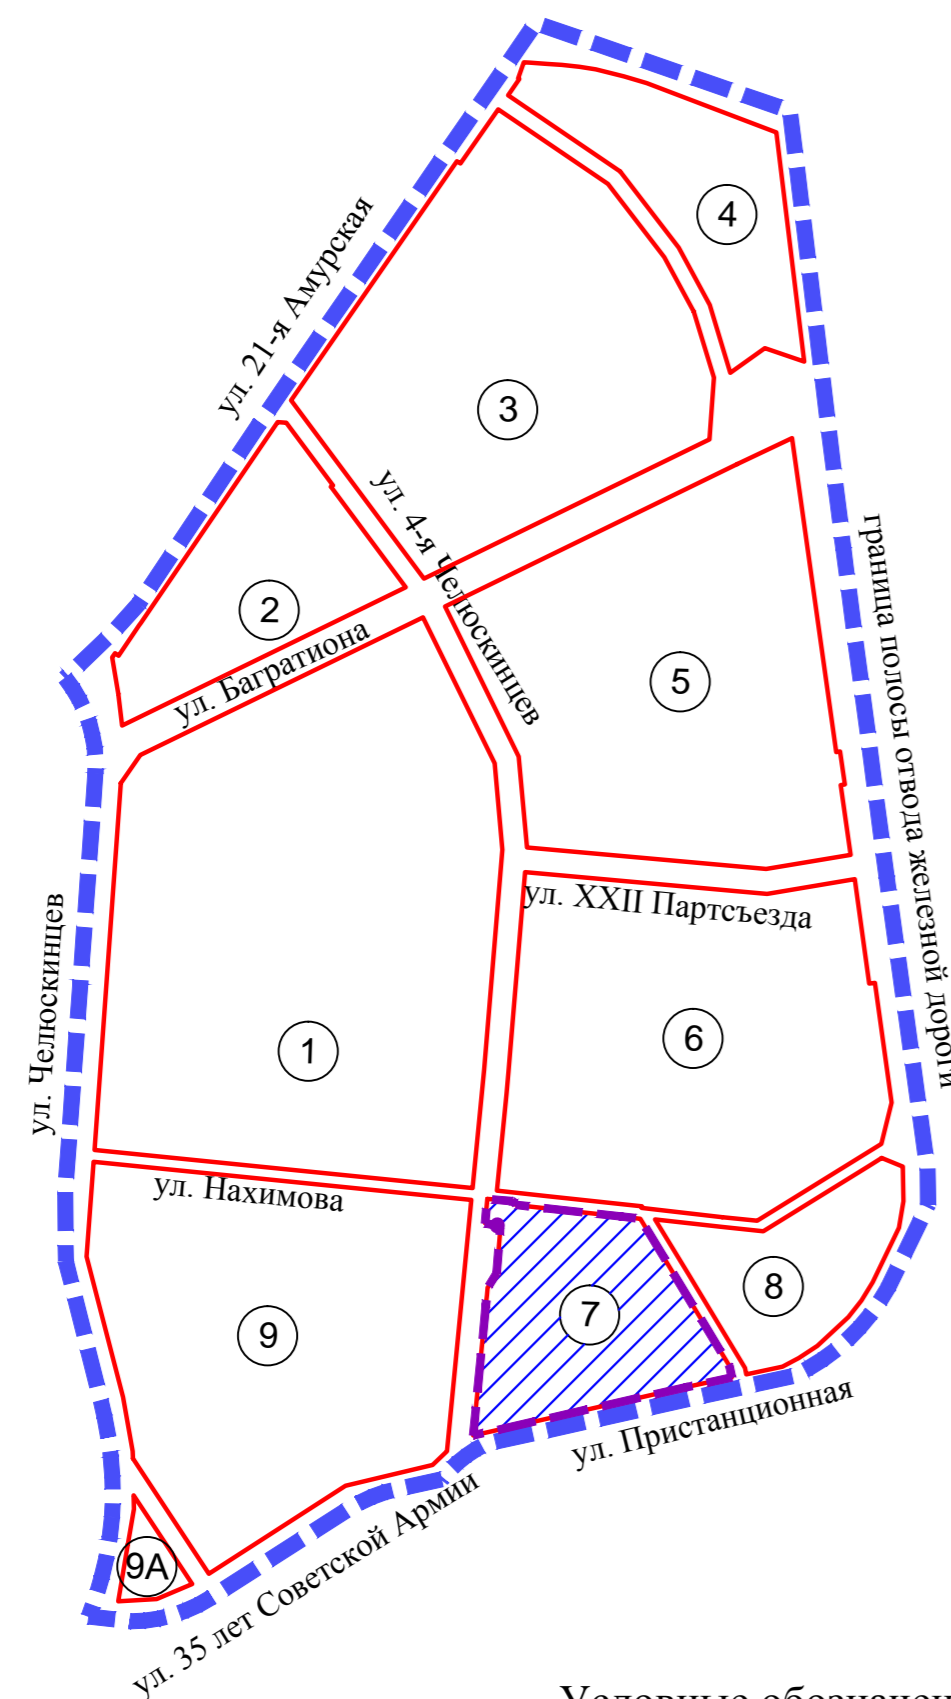 4
ул. 21-я Амурская
3
ул. 4-я Челюскинцев
2
ул. Багратиона
5
граница полосы отвода железной дороги
ул. XXII Партсъезда
ул. Челюскинцев
1
6
ул. Нахимова
8
7
9
ул. Пристанционная
9А
ул. 35 лет Советской Армии